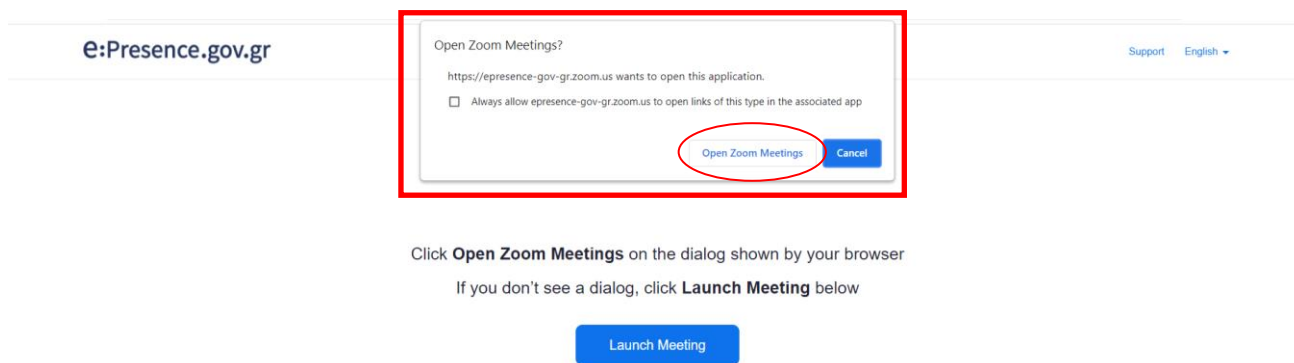 e:Presence.gov.gr
Support English
Open Zoom Meetings?
https://epresence-gov-gr.zoom.us wants to open this application.
Always allow epresence-gov-gr.zoom.us to open links of this type in the associated app
Open Zoom Meetings Cancel
Click Open Zoom Meetings on the dialog shown by your browser
If you don't see a dialog, click Launch Meeting below
Launch Meeting